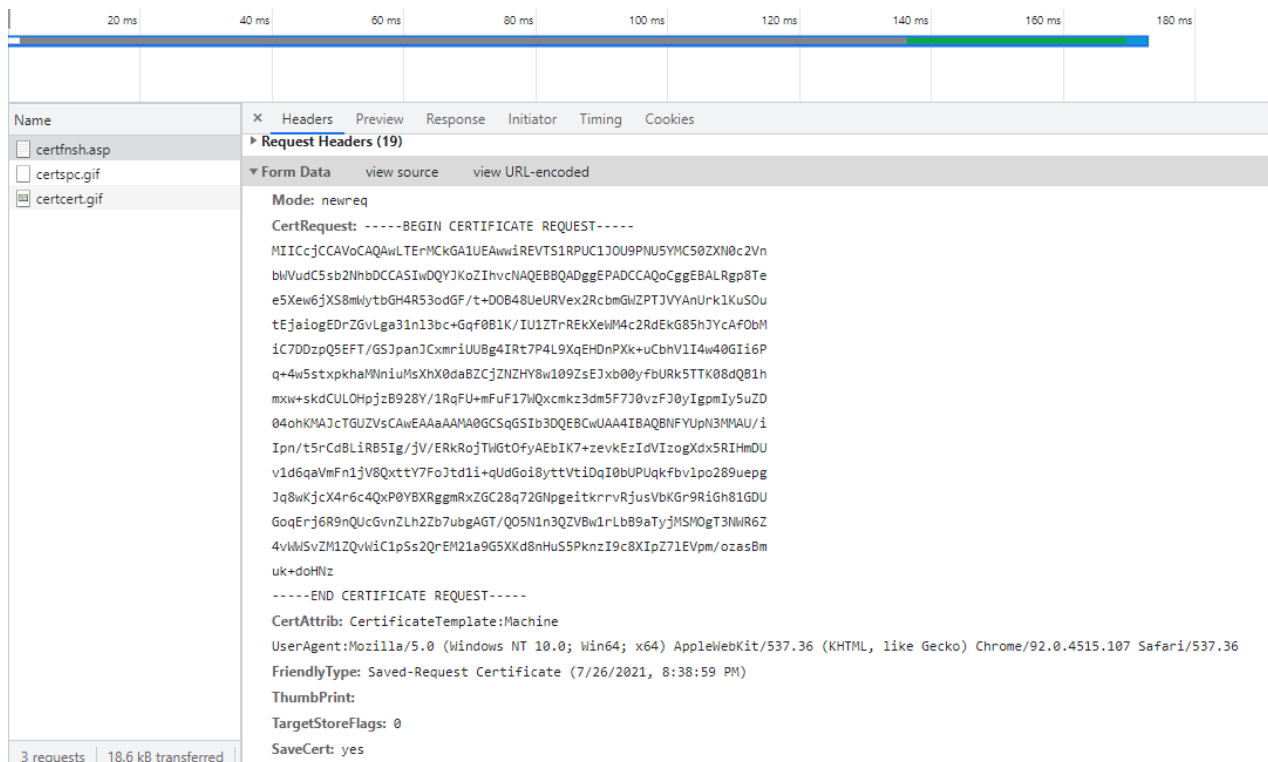 20 ms 40 ms 60 ms 80 ms 100 ms 120 ms 140 ms 160 ms 180 ms
Name
certfnsh.asp
certspc.gif
certcert.gif
3 requests 18.6 kB transferred
× Headers Preview Response Initiator Timing Cookies
Request Headers (19)
Form Data view source view URL-encoded
Mode: newreq
CertRequest: -----BEGIN CERTIFICATE REQUEST-----
MIICcjCCAVoCAQAwLTErMCkGA1UEAwwiREVTS1RPUC1JOU9PNU5YMC50ZXN0c2Vn
bWVudC5sb2NhbDCCASIwDQYJKoZIhvcNAQEBBQADggEPADCCAQoCggEBALRgp8Te
e5Xew6jXS8mWytbGH4R53odGF/t+DOB48UeURVex2RcbmGWZPTJVYAnUrklKuSOu
tEjaiogEDrZGvLga31nl3bc+Gqf0BlK/IU1ZTrREkXeWM4c2RdEkG85hJYcAfObM
iC7DDzpQ5EFT/GSJpanJCxmriUUBg4IRt7P4L9XqEHDnPXk+uCbhVlI4w40GIi6P
q+4w5stxpkhaMNniuMsXhX0daBZCjZNZHY8w109ZsEJxb00yfbURk5TTK08dQB1h
mxw+skdCULOHpjzB928Y/1RqFU+mFuF17WQxcmkz3dm5F7J0vzFJ0yIgpmIy5uZD
04ohKMAJcTGUZVsCAwEAAaAAMA0GCSqGSIb3DQEBCwUAA4IBAQBNFYUpN3MMAU/i
Ipn/t5rCdBLiRB5Ig/jV/ERkRojTWGtOfyAEbIK7+zevkEzIdVIzogXdx5RIHmDU
v1d6qaVmFn1jV8QxttY7FoJtd1i+qUdGoi8yttVtiDqI0bUPUqkfbvlpo289uepg
Jq8wKjcX4r6c4QxP0YBXRggmRxZGC28q72GNpgeitkrrvRjusVbKGr9RiGh81GDU
GoqErj6R9nQUcGvnZLh2Zb7ubgAGT/QO5N1n3QZVBw1rLbB9aTyjMSMOgT3NWR6Z
4vWWSvZM1ZQvWiC1pSs2QrEM21a9G5XKd8nHuS5PknzI9c8XIpZ7lEVpm/ozasBm
uk+doHNz
-----END CERTIFICATE REQUEST-----
CertAttrib: CertificateTemplate:Machine
UserAgent:Mozilla/5.0 (Windows NT 10.0; Win64; x64) AppleWebKit/537.36 (KHTML, like Gecko) Chrome/92.0.4515.107 Safari/537.36
FriendlyType: Saved-Request Certificate (7/26/2021, 8:38:59 PM)
ThumbPrint:
TargetStoreFlags: 0
SaveCert: yes